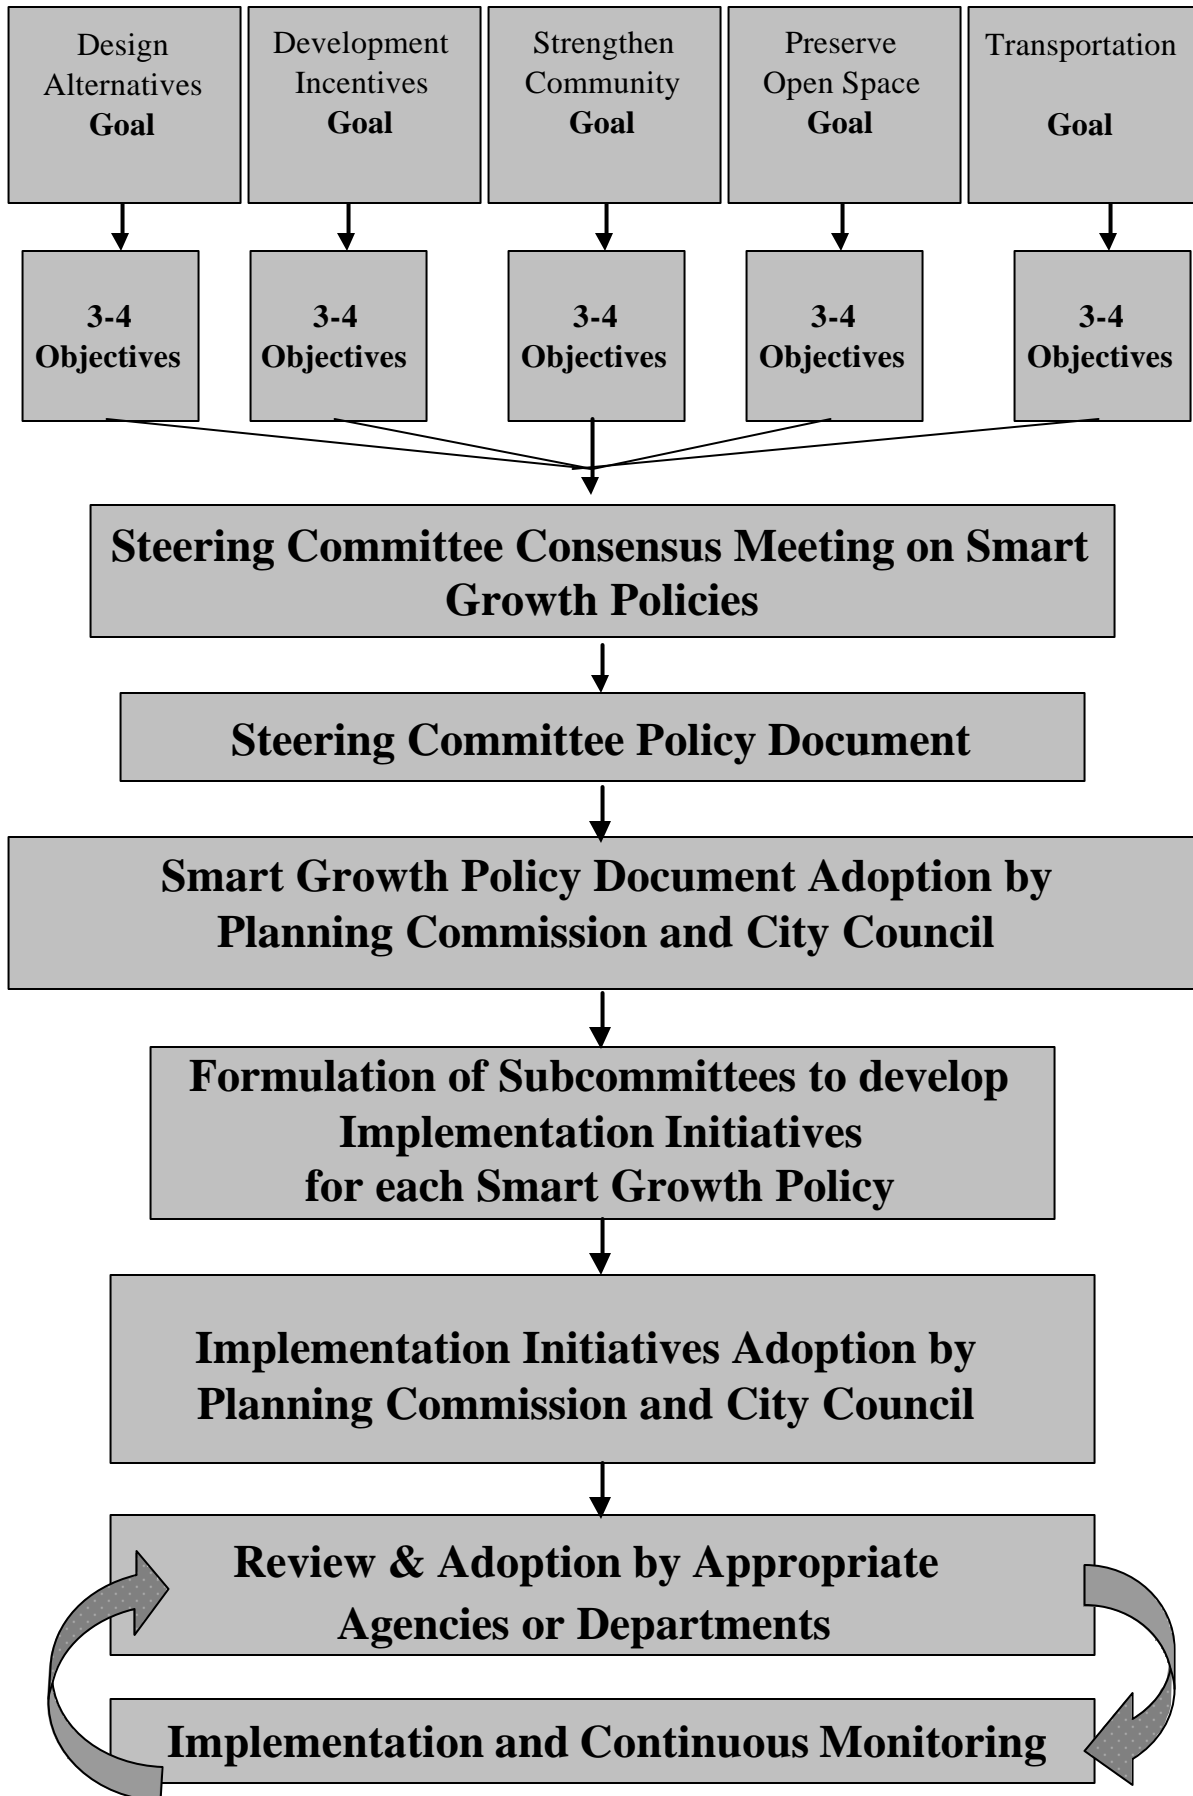 Design
Alternatives
Goal
Development
Incentives
Goal
Strengthen
Community
Goal
Preserve
Open Space
Goal
Transportation
Goal
3-4
Objectives
3-4
Objectives
3-4
Objectives
3-4
Objectives
3-4
Objectives
Steering Committee Consensus Meeting on Smart
Growth Policies
Steering Committee Policy Document
Smart Growth Policy Document Adoption by
Planning Commission and City Council
Formulation of Subcommittees to develop
Implementation Initiatives
for each Smart Growth Policy
Implementation Initiatives Adoption by
Planning Commission and City Council
Review & Adoption by Appropriate
Agencies or Departments
Implementation and Continuous Monitoring